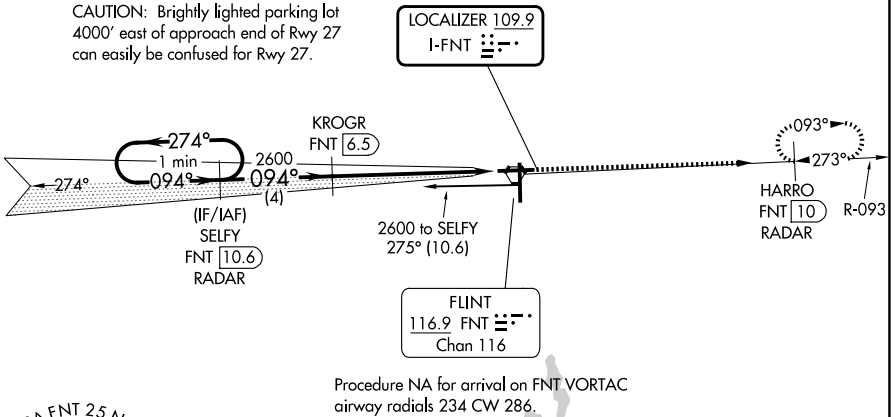 CAUTION: Brightly lighted parking lot
4000' east of approach end of Rwy 27
can easily be confused for Rwy 27.
LOCALIZER 109.9
I-FNT
274°
1 min
094°
274°
2600
094°
(4)
KROGR
FNT 6.5
(IF/IAF)
SELFY
FNT 10.6
RADAR
2600 to SELFY
275° (10.6)
093°
273°
HARRO
FNT 10
RADAR
R-093
FLINT
116.9 FNT
Chan 116
Procedure NA for arrival on FNT VORTAC
airway radials 234 CW 286.
FNT 25